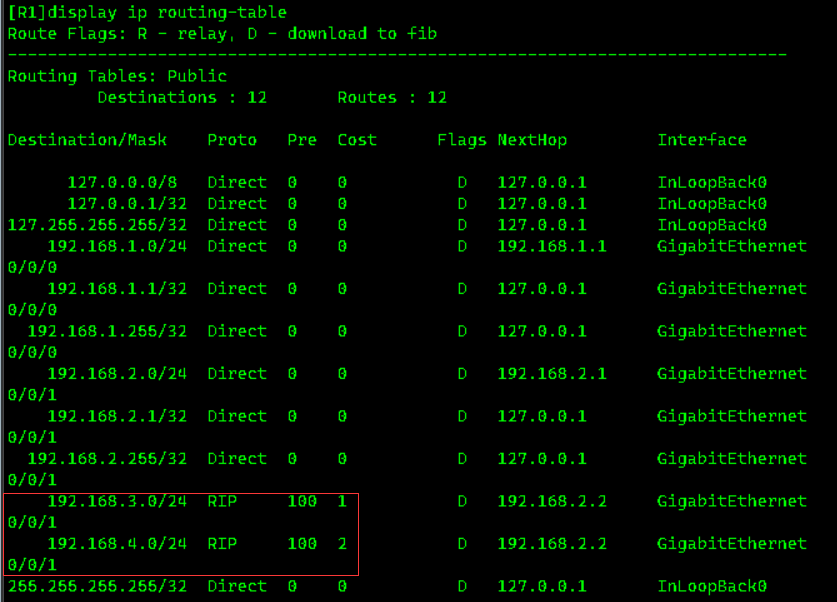 [R1]display ip routing-table
Route Flags: R - relay, D - download to fib
------------------------------------------------------------------------------
Routing Tables: Public
         Destinations : 12       Routes : 12

Destination/Mask    Proto   Pre  Cost      Flags NextHop         Interface

      127.0.0.0/8   Direct  0    0           D   127.0.0.1       InLoopBack0
      127.0.0.1/32  Direct  0    0           D   127.0.0.1       InLoopBack0
127.255.255.255/32  Direct  0    0           D   127.0.0.1       InLoopBack0
    192.168.1.0/24  Direct  0    0           D   192.168.1.1     GigabitEthernet
0/0/0
    192.168.1.1/32  Direct  0    0           D   127.0.0.1       GigabitEthernet
0/0/0
  192.168.1.255/32  Direct  0    0           D   127.0.0.1       GigabitEthernet
0/0/0
    192.168.2.0/24  Direct  0    0           D   192.168.2.1     GigabitEthernet
0/0/1
    192.168.2.1/32  Direct  0    0           D   127.0.0.1       GigabitEthernet
0/0/1
  192.168.2.255/32  Direct  0    0           D   127.0.0.1       GigabitEthernet
0/0/1
    192.168.3.0/24  RIP     100  1           D   192.168.2.2     GigabitEthernet
0/0/1
    192.168.4.0/24  RIP     100  2           D   192.168.2.2     GigabitEthernet
0/0/1
255.255.255.255/32  Direct  0    0           D   127.0.0.1       InLoopBack0